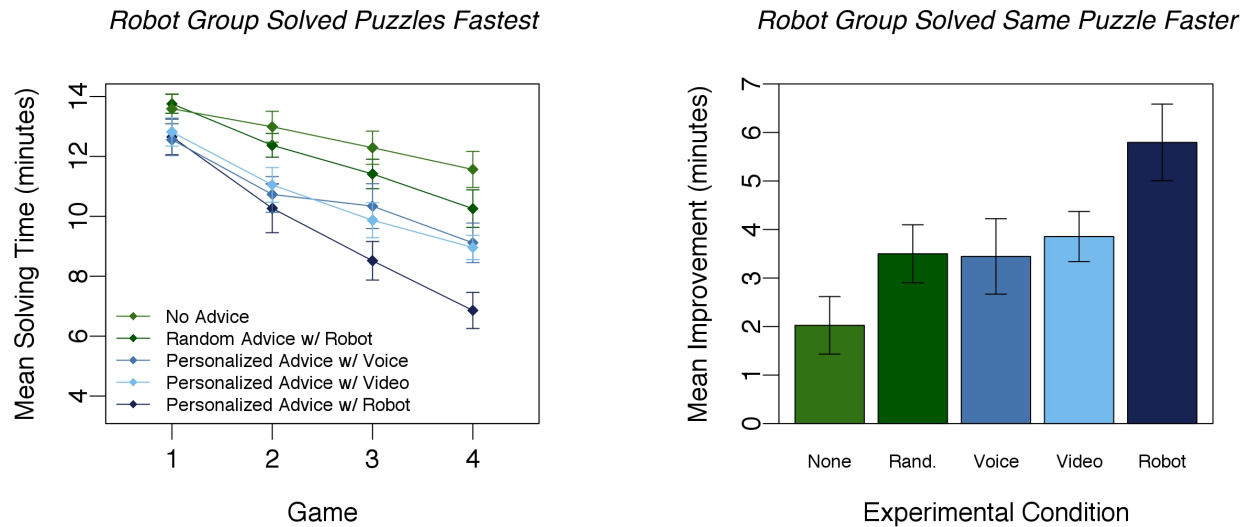 Robot Group Solved Puzzles Fastest
Mean Solving Time (minutes)
14
12
10
8
6
4
No Advice
Random Advice w/ Robot
Personalized Advice w/ Voice
Personalized Advice w/ Video
Personalized Advice w/ Robot
1 2 3 4
Game
Robot Group Solved Same Puzzle Faster
Mean Improvement (minutes)
7
6
5
4
3
2
1
0
None Rand. Voice Video Robot
Experimental Condition